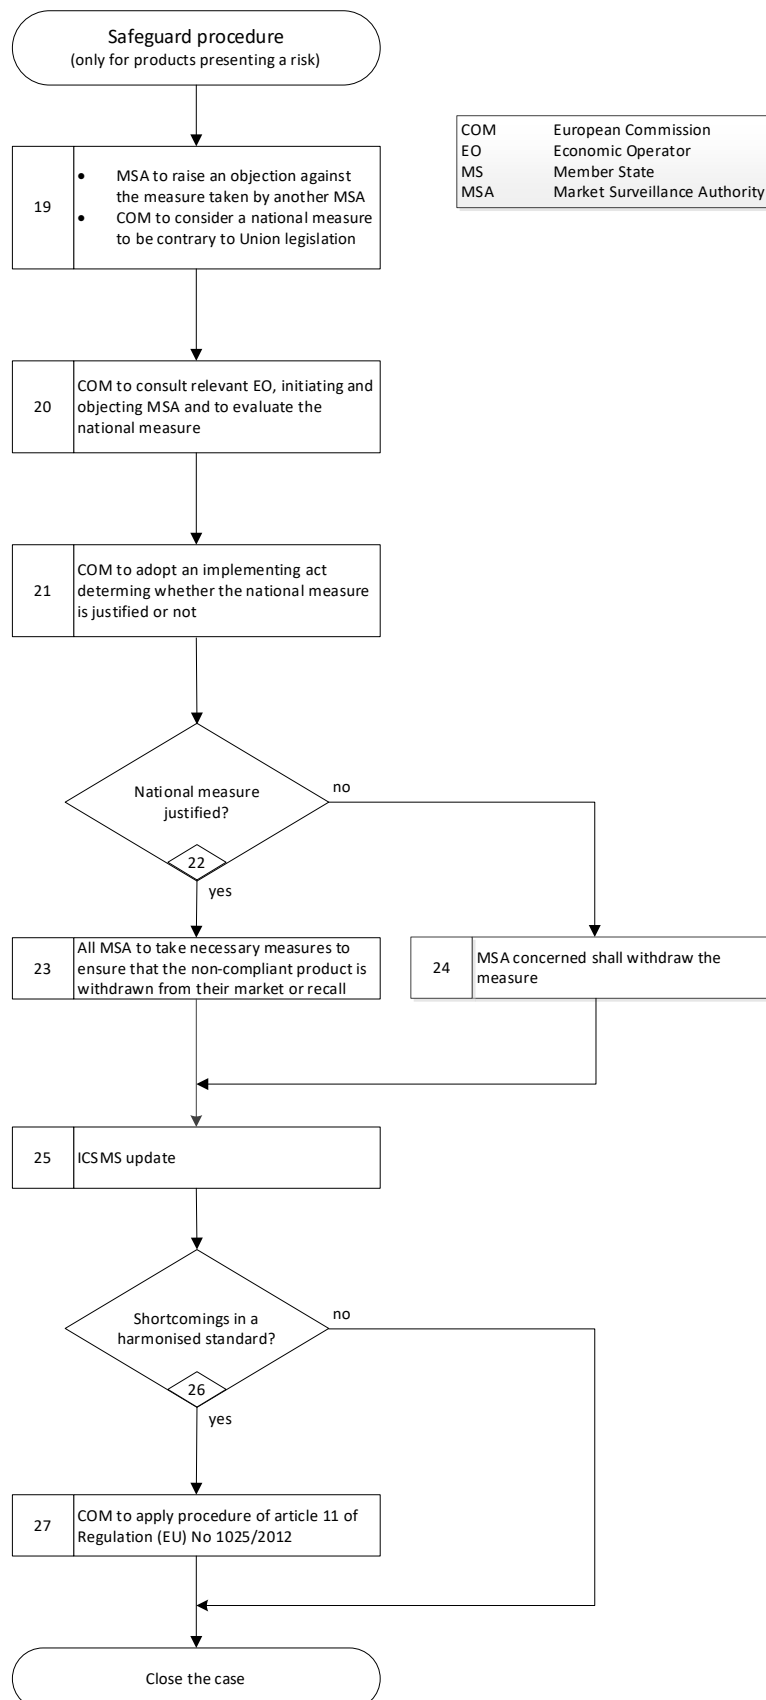 Safeguard procedure
(only for products presenting a risk)
COM European Commission
EO Economic Operator
MS Member State
MSA Market Surveillance Authority
19
• MSA to raise an objection against
the measure taken by another MSA
• COM to consider a national measure
to be contrary to Union legislation
20
COM to consult relevant EO, initiating and
objecting MSA and to evaluate the
national measure
21
COM to adopt an implementing act
determing whether the national measure
is justified or not
National measure
justified?
no
22
yes
23
All MSA to take necessary measures to
ensure that the non-compliant product is
withdrawn from their market or recall
24
MSA concerned shall withdraw the
measure
25
ICSMS update
Shortcomings in a
harmonised standard?
no
26
yes
27
COM to apply procedure of article 11 of
Regulation (EU) No 1025/2012
Close the case